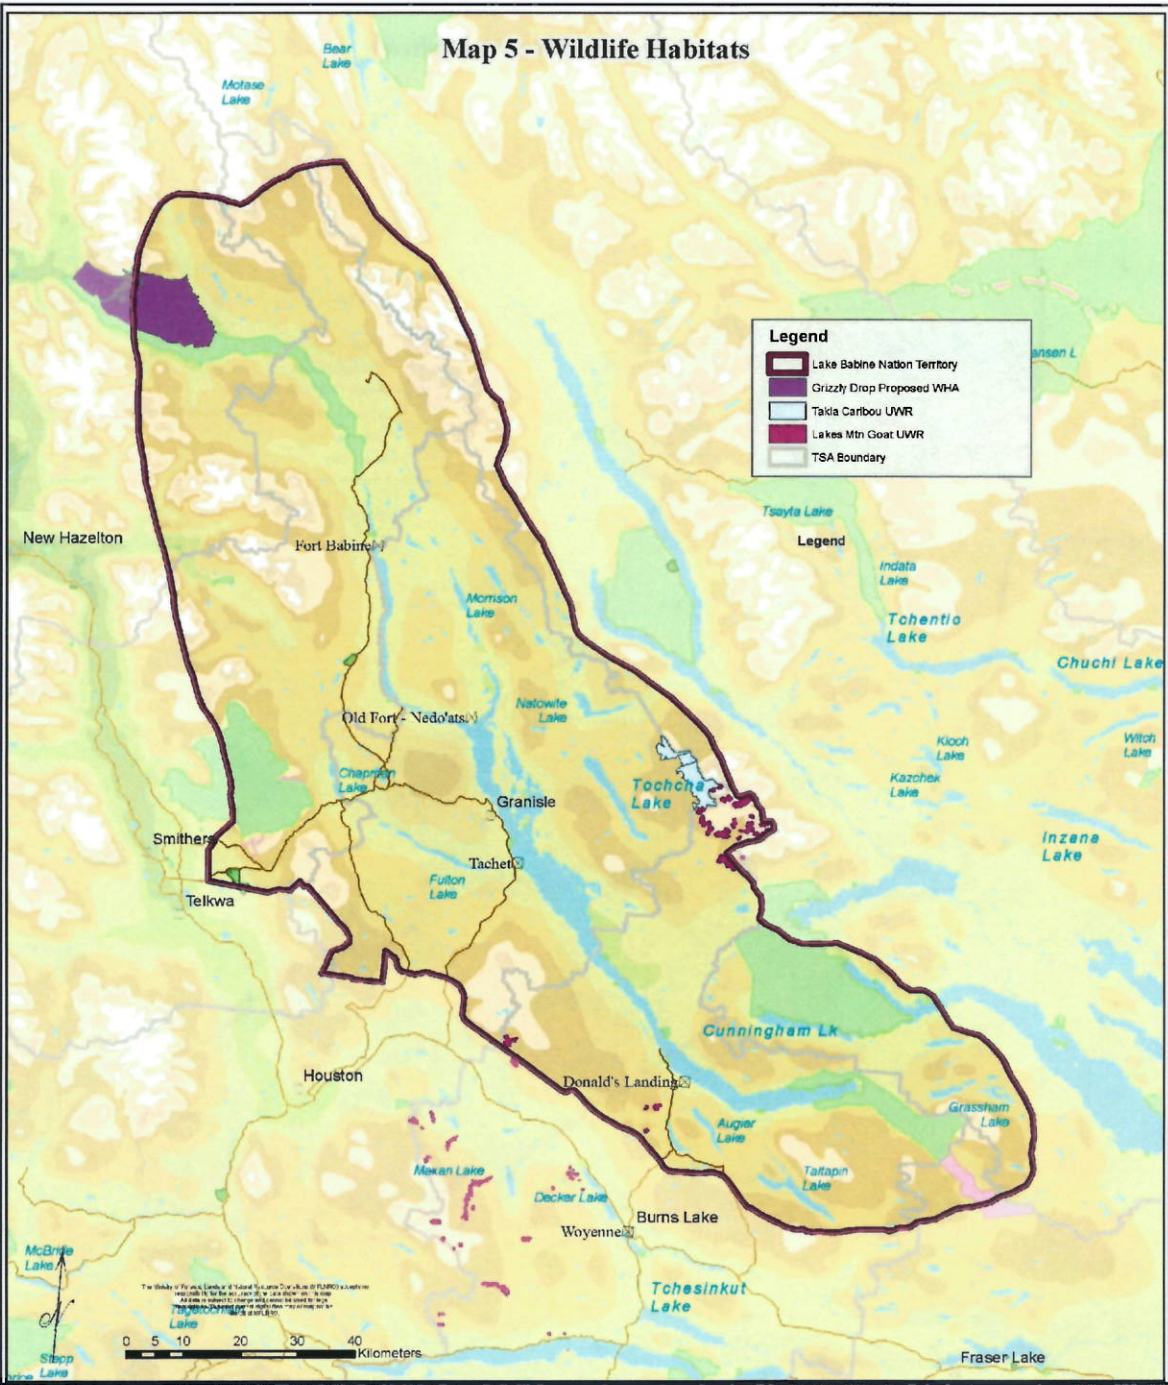 Map 5 - Wildlife Habitats
Bear
Lake
Motase
Lake
Legend
Lake Babine Nation Territory
Grizzly Drop Proposed WHA
Takla Caribou UWR
Lakes Mtn Goat UWR
TSA Boundary
ansen L
Tsayta Lake
Legend
New Hazelton
Fort Babine
Indata
Lake
Morrison
Lake
Tchentlo
Lake
Chuchi Lake
Old Fort - Nedo'ats
Natowite
Lake
Kloch
Lake
Witch
Lake
Chapman
Lake
Tochcha
Lake
Kazchek
Lake
Granisle
Smithers
Inzana
Lake
Tachet
Fulton
Lake
Telkwa
Cunningham Lk
Houston
Donald's Landing
Grassham
Lake
Augier
Lake
Maxan Lake
Decker Lake
Taltapin
Lake
Burns Lake
Woyenne
McBride
Lake
Tchesinkut
Lake
Lake
N
0 5 10 20 30 40
Kilometers
Stepp
Lake
Fraser Lake